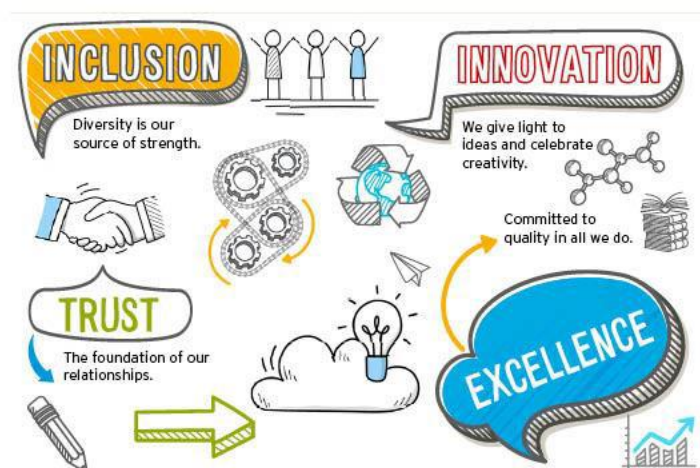 INCLUSION
Diversity is our
source of strength.
INNOVATION
We give light to
ideas and celebrate
creativity.
TRUST
The foundation of our
relationships.
Committed to
quality in all we do.
EXCELLENCE